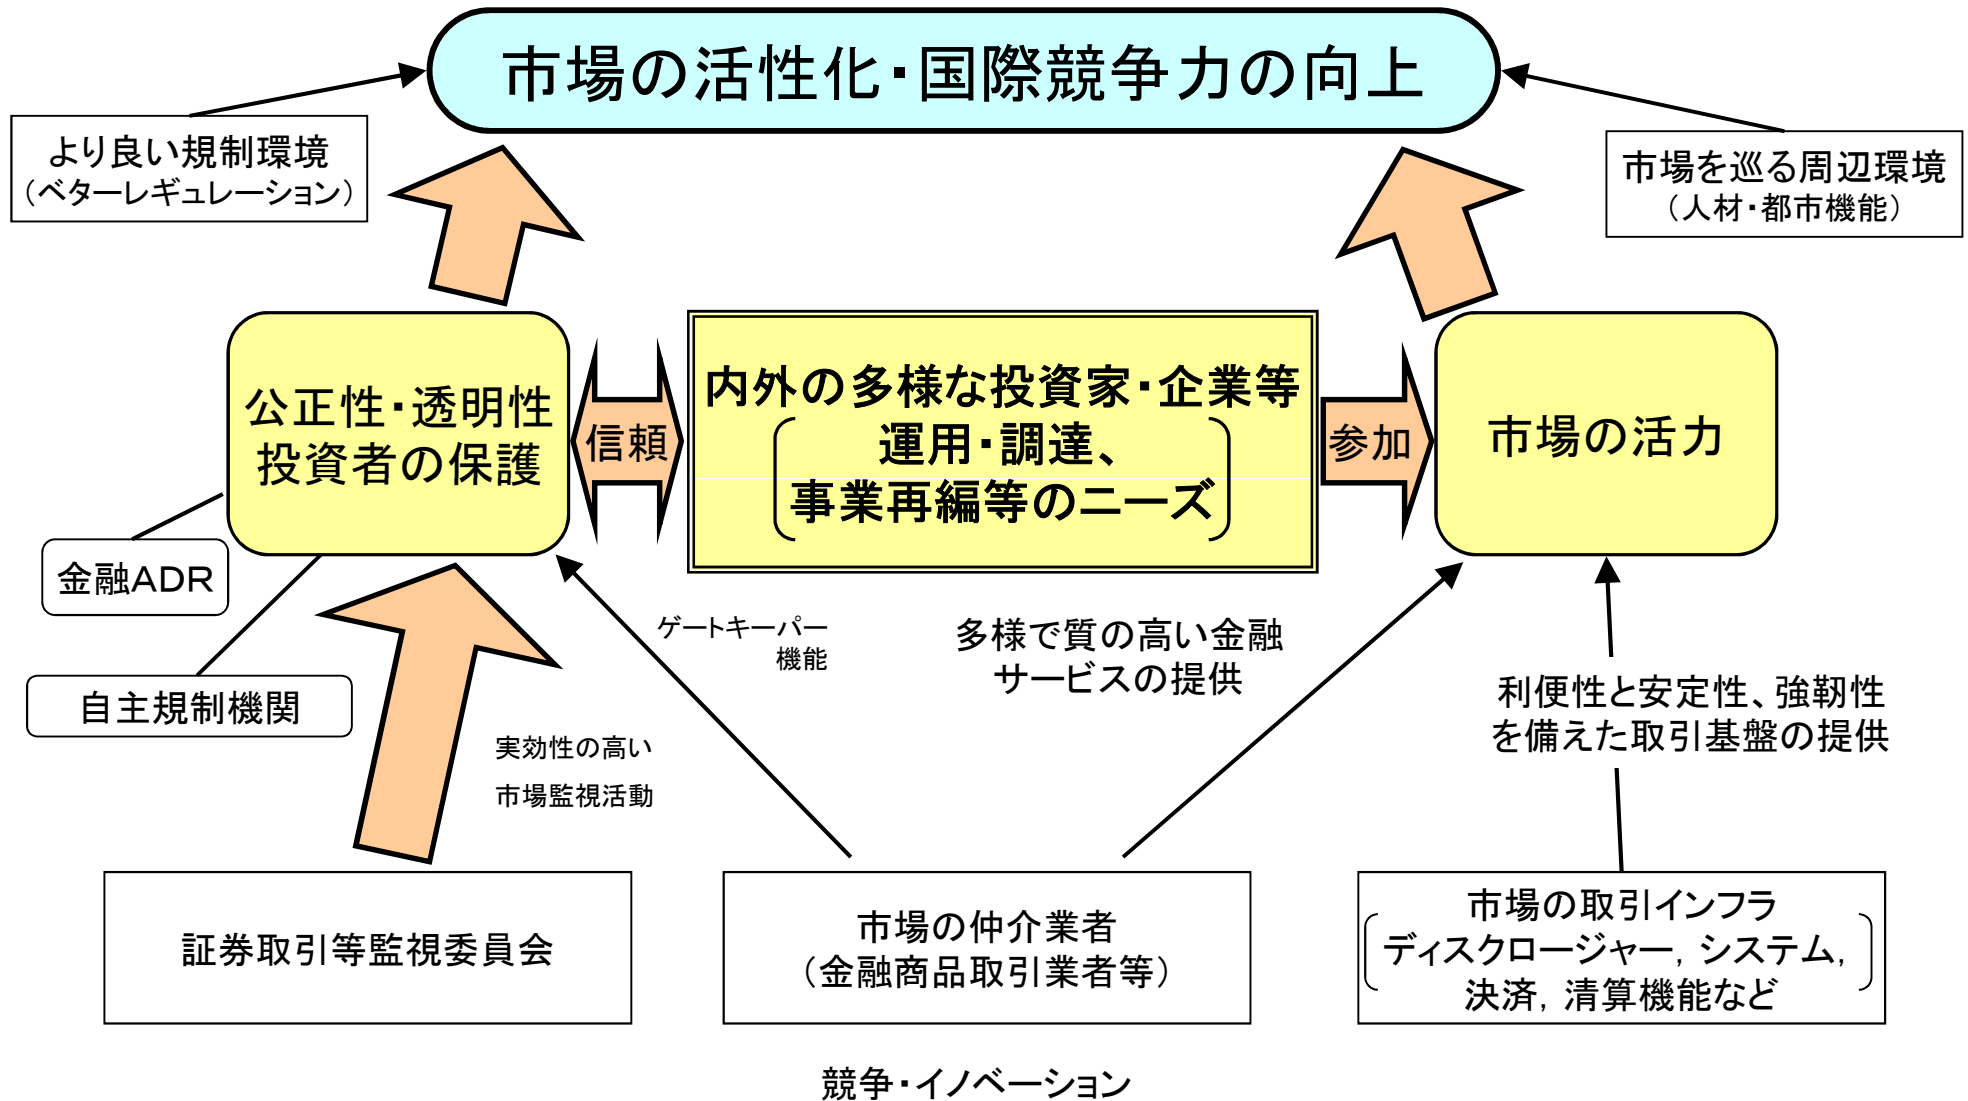 市場の活性化・国際競争力の向上
より良い規制環境
（ベターレギュレーション）
市場を巡る周辺環境
（人材・都市機能）
公正性・透明性
投資者の保護
信頼
内外の多様な投資家・企業等
運用・調達、
事業再編等のニーズ
参加
市場の活力
金融ADR
自主規制機関
ゲートキーパー
機能
多様で質の高い金融
サービスの提供
実効性の高い
市場監視活動
利便性と安定性、強靭性
を備えた取引基盤の提供
証券取引等監視委員会
市場の仲介業者
（金融商品取引業者等）
市場の取引インフラ
ディスクロージャー，システム，
決済，清算機能など
競争・イノベーション